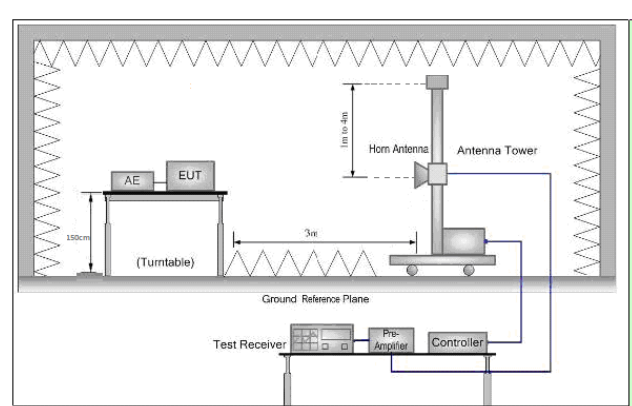 1m to 4m
Horn Antenna
Antenna Tower
AE
EUT
150cm
(Turntable)
3m
Ground Reference Plane
Test Receiver
Pre-
Amplifier
Controller